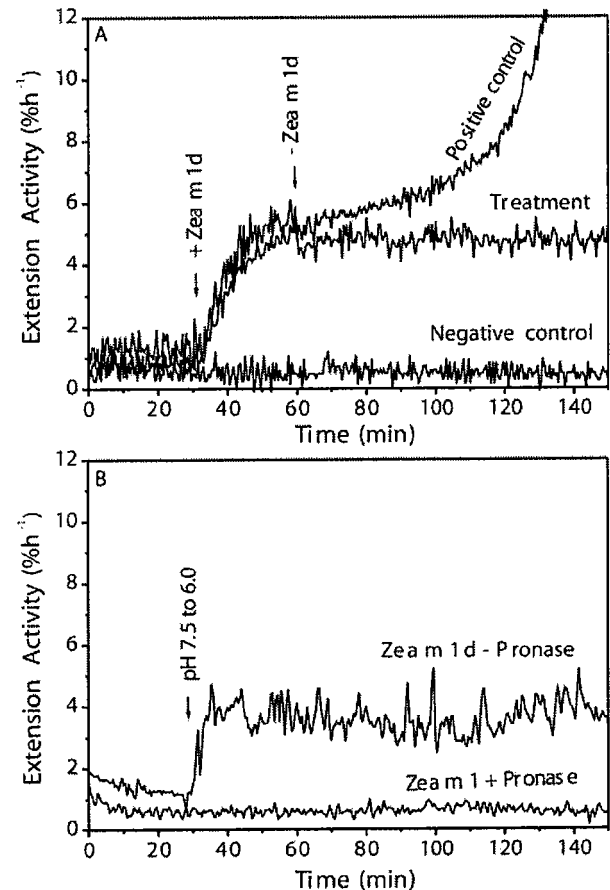 A
Extension Activity (%h⁻¹)
12
10
8
6
4
2
0
+ Zea m 1d
- Zea m 1d
Positive control
Treatment
Negative control
0 20 40 60 80 100 120 140
Time (min)
B
Extension Activity (%h⁻¹)
12
10
8
6
4
2
0
pH 7.5 to 6.0
Zea m 1d - Pronase
Zea m 1 + Pronase
0 20 40 60 80 100 120 140
Time (min)